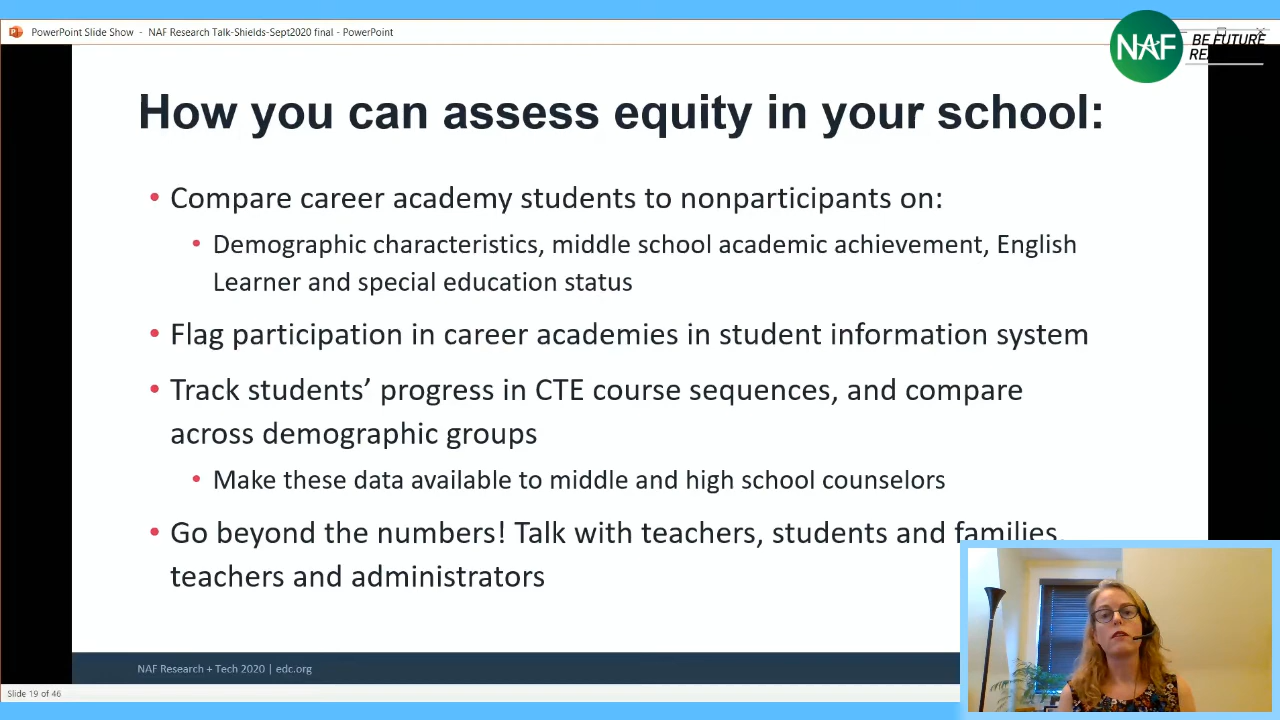 PowerPoint Slide Show - NAF Research Talk-Shields-Sept2020 final - PowerPoint
NAF
BE FUTURE
RE
How you can assess equity in your school:
• Compare career academy students to nonparticipants on:
• Demographic characteristics, middle school academic achievement, English
Learner and special education status
• Flag participation in career academies in student information system
• Track students’ progress in CTE course sequences, and compare
across demographic groups
• Make these data available to middle and high school counselors
• Go beyond the numbers! Talk with teachers, students and families,
teachers and administrators
NAF Research + Tech 2020 | edc.org
Slide 19 of 46